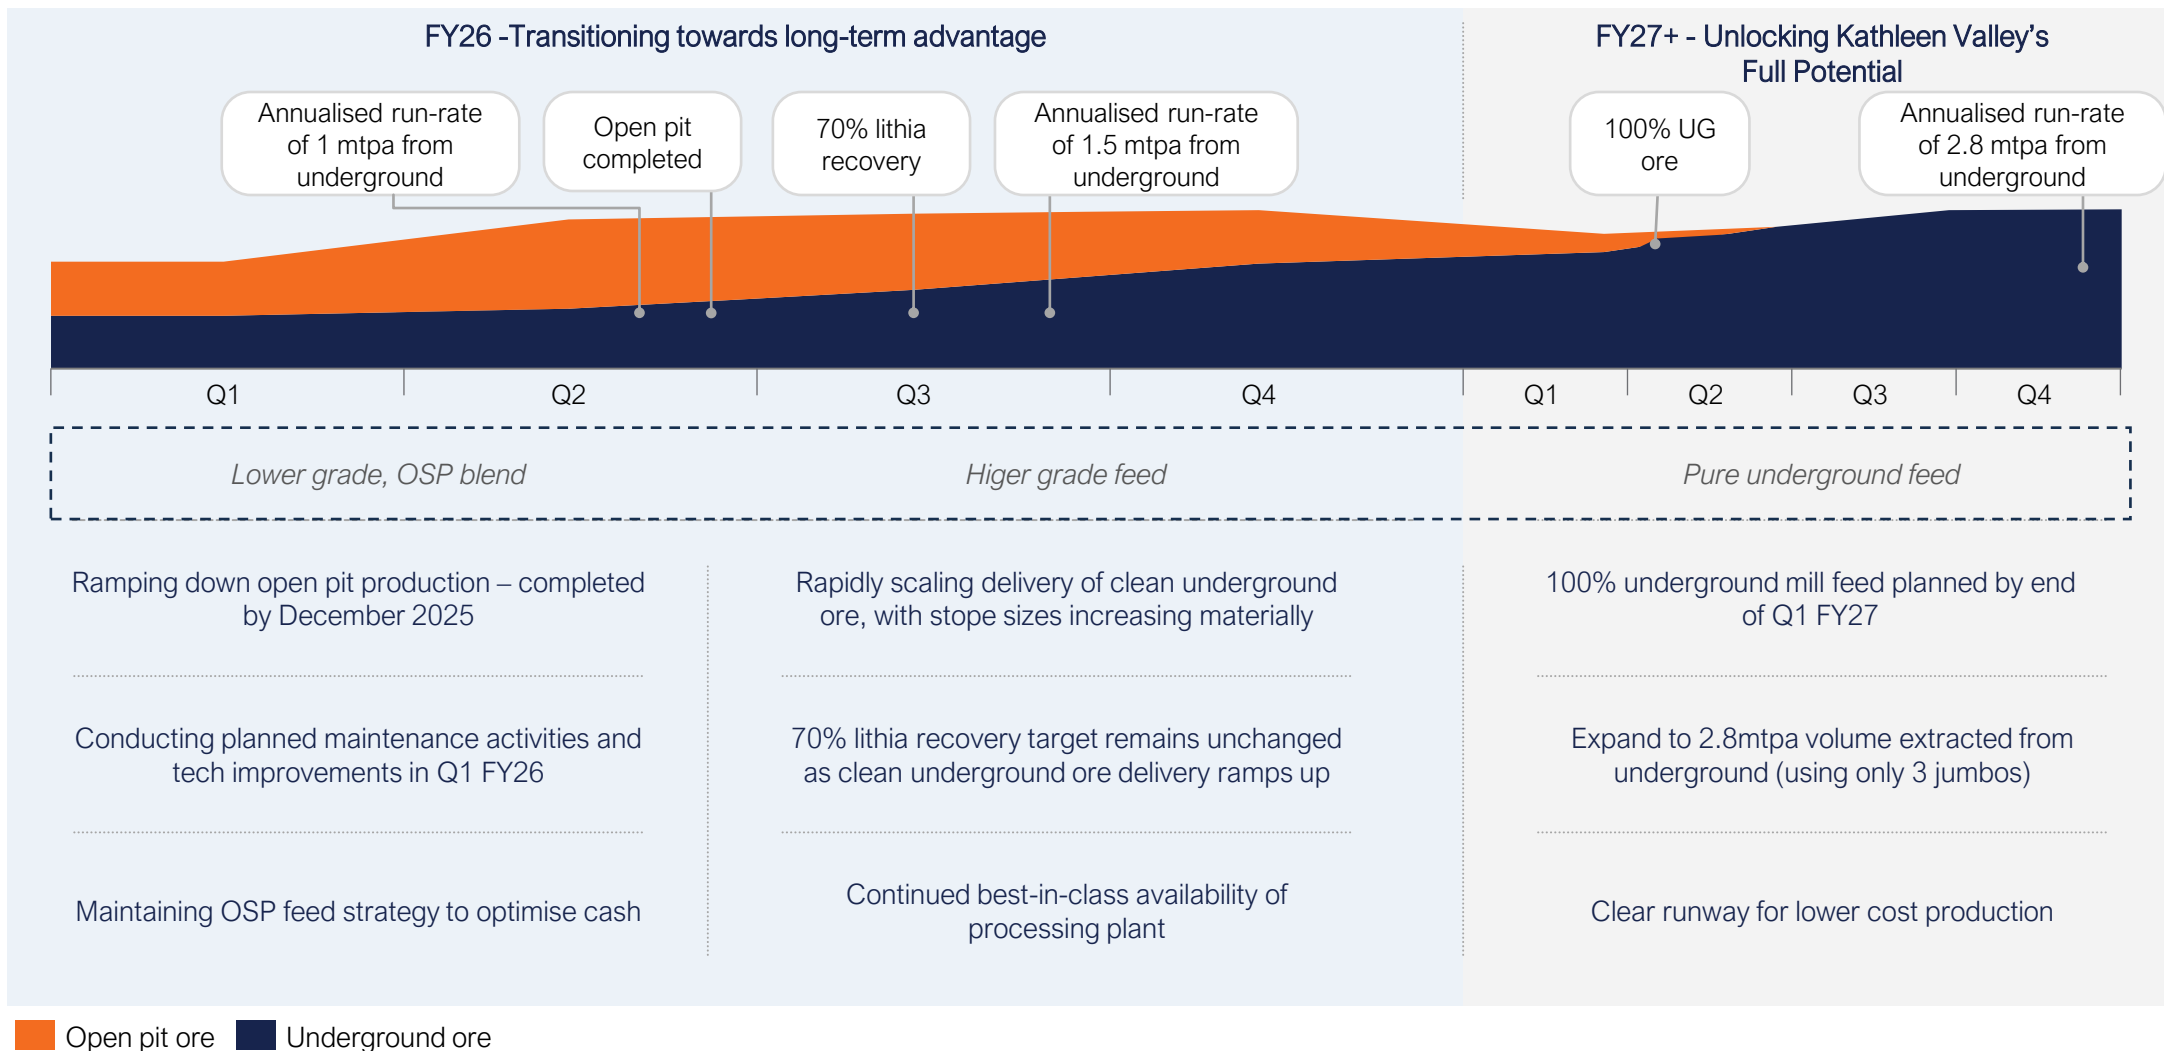 FY26 -Transitioning towards long-term advantage
FY27+ - Unlocking Kathleen Valley's
Full Potential
Annualised run-rate
of 1 mtpa from
underground
Open pit
completed
70% lithia
recovery
Annualised run-rate
of 1.5 mtpa from
underground
100% UG
ore
Annualised run-rate
of 2.8 mtpa from
underground
Q1
Q2
Q3
Q4
Q1
Q2
Q3
Q4
Lower grade, OSP blend
Higer grade feed
Pure underground feed
Ramping down open pit production – completed
by December 2025
Rapidly scaling delivery of clean underground
ore, with stope sizes increasing materially
100% underground mill feed planned by end
of Q1 FY27
Conducting planned maintenance activities and
tech improvements in Q1 FY26
70% lithia recovery target remains unchanged
as clean underground ore delivery ramps up
Expand to 2.8mtpa volume extracted from
underground (using only 3 jumbos)
Maintaining OSP feed strategy to optimise cash
Continued best-in-class availability of
processing plant
Clear runway for lower cost production
Open pit ore
Underground ore